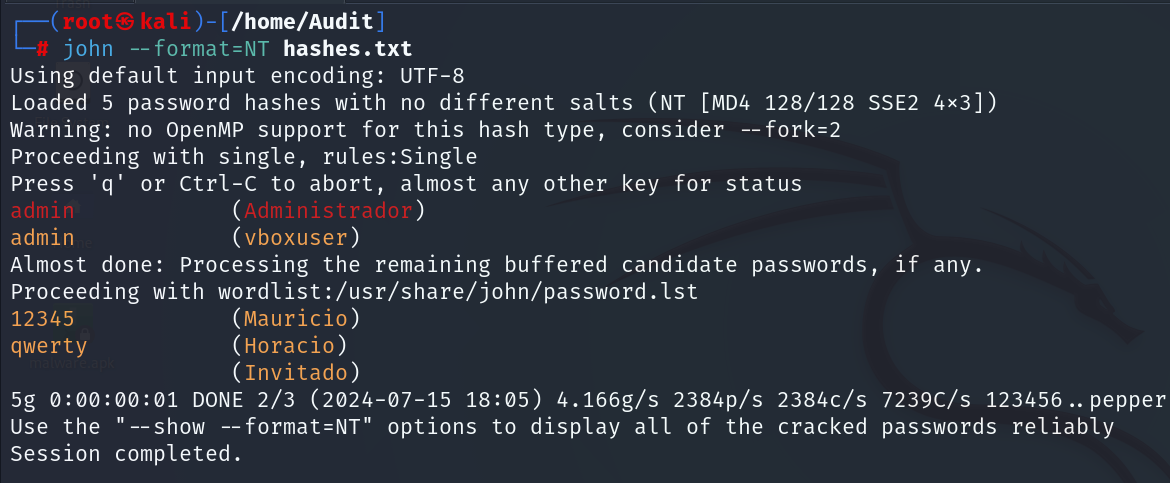 ┌──(root㉿kali)-[/home/Audit]
└─# john --format=NT hashes.txt
Using default input encoding: UTF-8
Loaded 5 password hashes with no different salts (NT [MD4 128/128 SSE2 4x3])
Warning: no OpenMP support for this hash type, consider --fork=2
Proceeding with single, rules:Single
Press 'q' or Ctrl-C to abort, almost any other key for status
admin            (Administrador)
admin            (vboxuser)
Almost done: Processing the remaining buffered candidate passwords, if any.
Proceeding with wordlist:/usr/share/john/password.lst
12345            (Mauricio)
qwerty           (Horacio)
malware.apk
                 (Invitado)
5g 0:00:00:01 DONE 2/3 (2024-07-15 18:05) 4.166g/s 2384p/s 2384c/s 7239C/s 123456..pepper
Use the "--show --format=NT" options to display all of the cracked passwords reliably
Session completed.